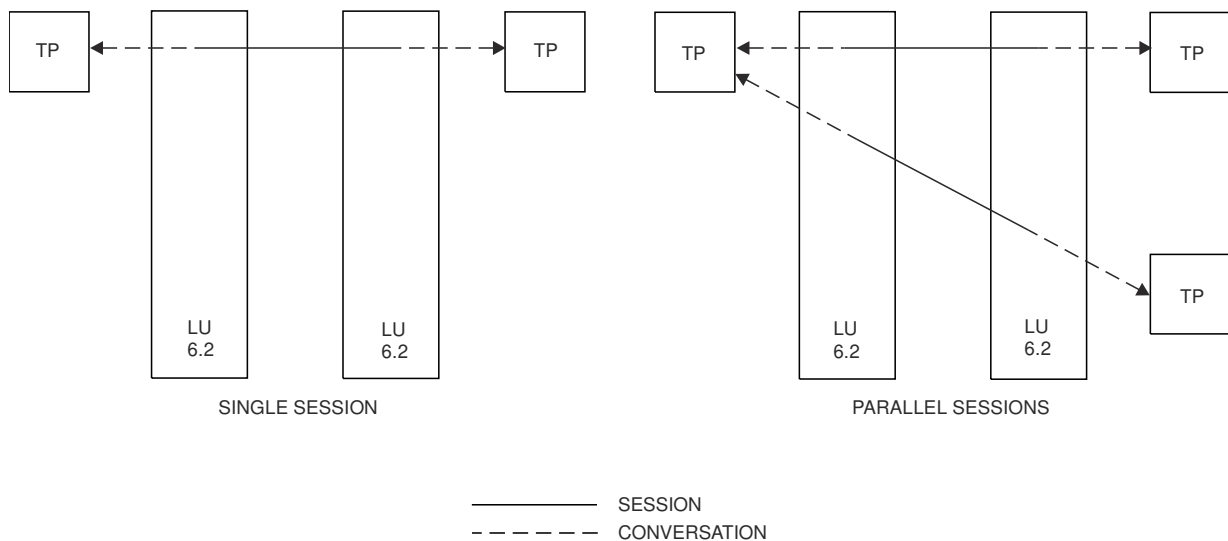 TP
TP
LU
6.2
LU
6.2
SINGLE SESSION
TP
TP
TP
LU
6.2
LU
6.2
PARALLEL SESSIONS
SESSION
CONVERSATION